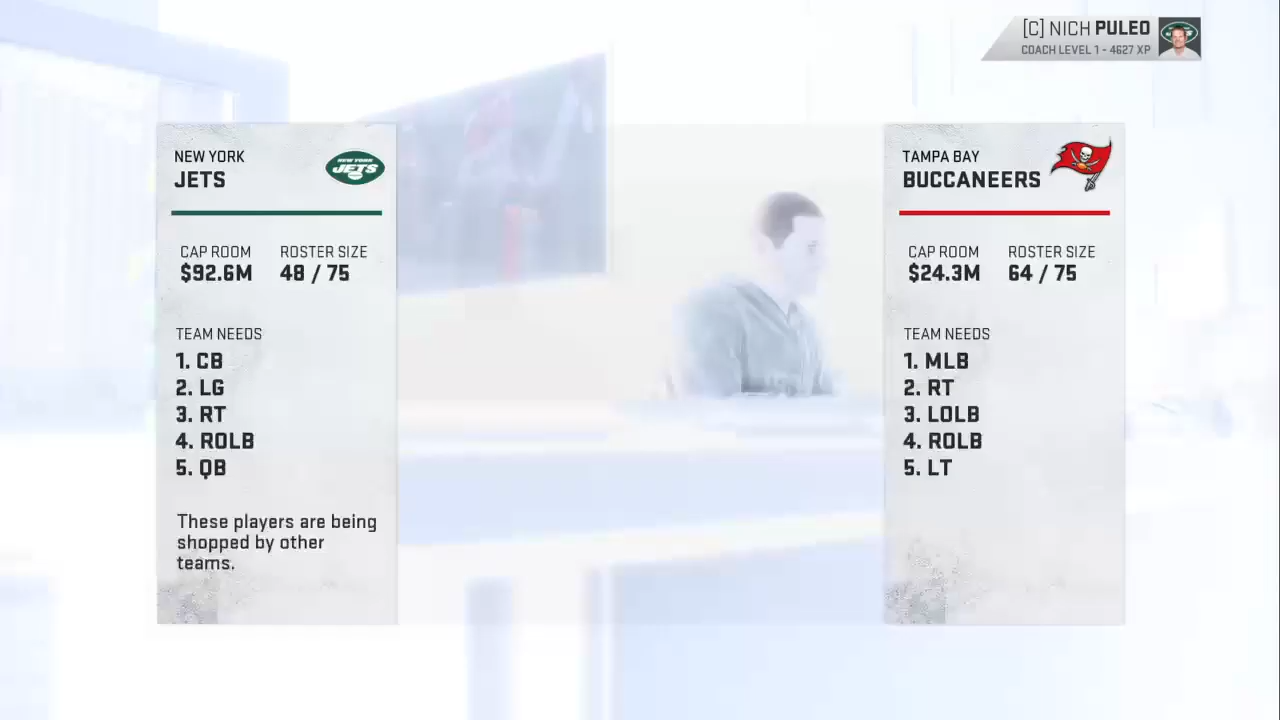 [C] NICH PULEO
COACH LEVEL 1 - 4627 XP
NEW YORK
JETS
NEW YORK
JETS
CAP ROOM ROSTER SIZE
$92.6M 48 / 75
TEAM NEEDS
1. CB
2. LG
3. RT
4. ROLB
5. QB
These players are being
shopped by other
teams.
TAMPA BAY
BUCCANEERS
CAP ROOM ROSTER SIZE
$24.3M 64 / 75
TEAM NEEDS
1. MLB
2. RT
3. LOLB
4. ROLB
5. LT